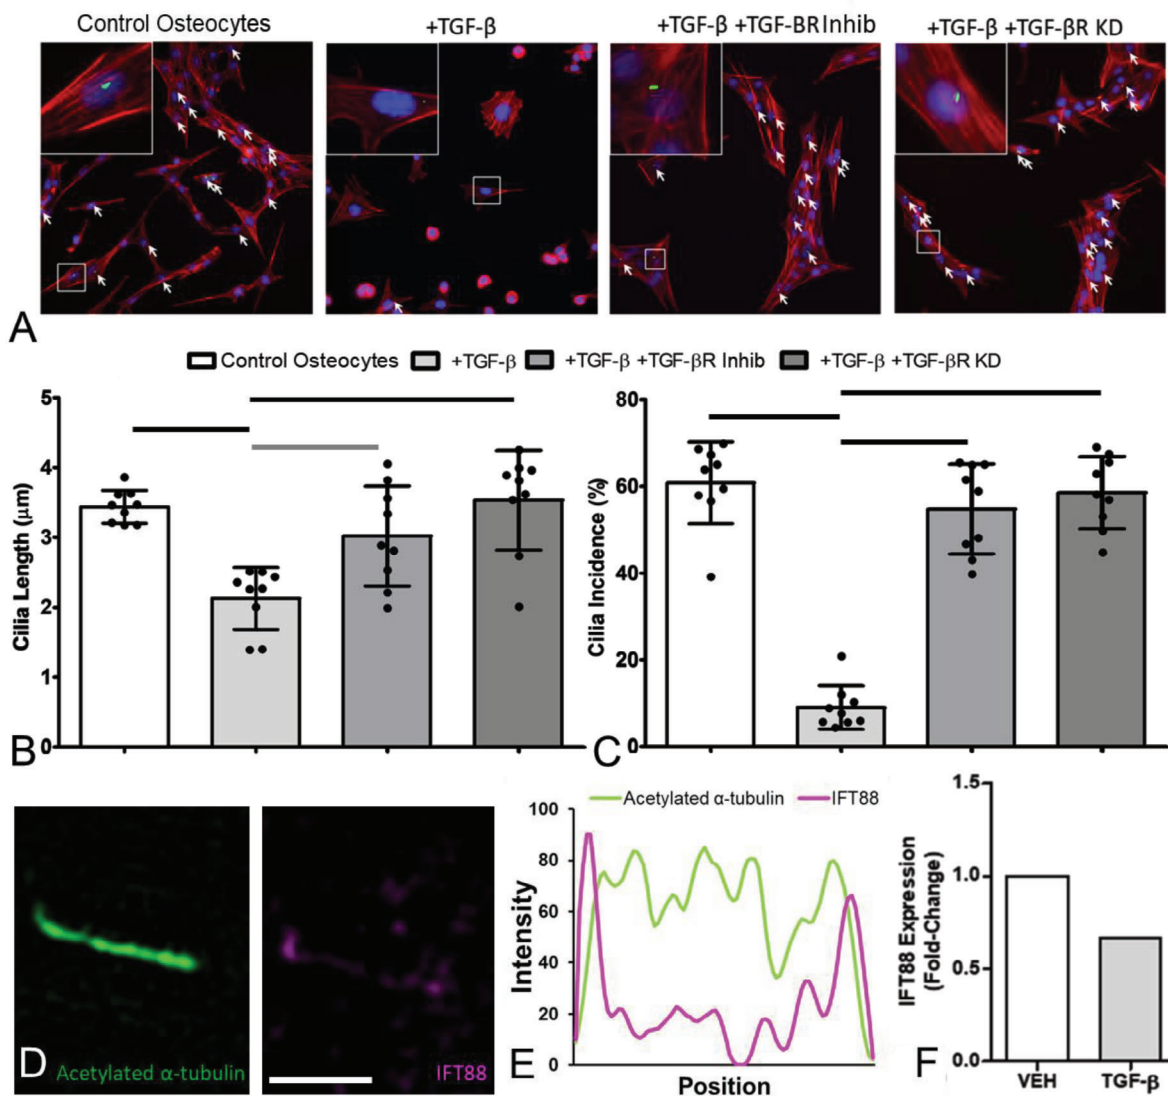 Control Osteocytes
+TGF-β
+TGF-β +TGF-BR Inhib
+TGF-β +TGF-βR KD
A
Control Osteocytes +TGF-β +TGF-β +TGF-βR Inhib +TGF-β +TGF-βR KD
Cilia Length (μm)
5
4
3
2
1
0
B
Cilia Incidence (%)
80
60
40
20
0
C
D
Acetylated α-tubulin
IFT88
E
Acetylated α-tubulin IFT88
Intensity
100
80
60
40
20
0
Position
F
IFT88 Expression
(Fold-Change)
1.5
1.0
0.5
0.0
VEH TGF-β